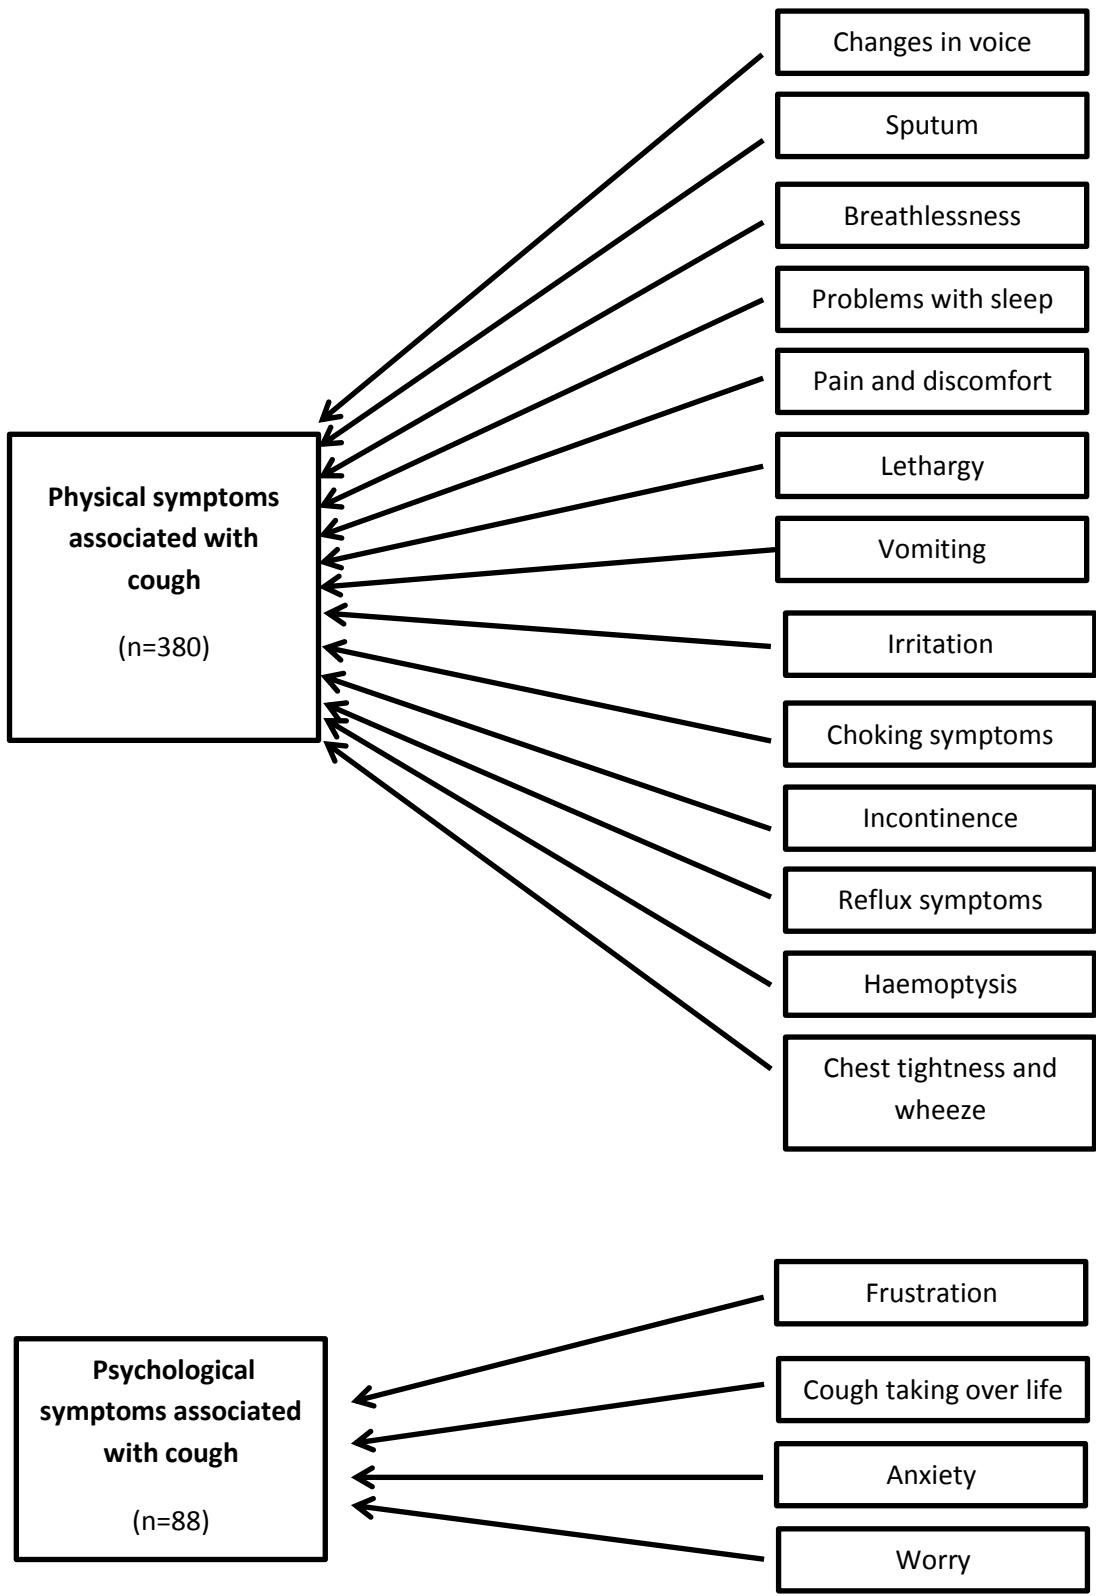 Changes in voice
Sputum
Breathlessness
Problems with sleep
Pain and discomfort
Lethargy
Vomiting
Physical symptoms
associated with
cough
(n=380)
Irritation
Choking symptoms
Incontinence
Reflux symptoms
Haemoptysis
Chest tightness and
wheeze
Frustration
Cough taking over life
Anxiety
Worry
Psychological
symptoms associated
with cough
(n=88)